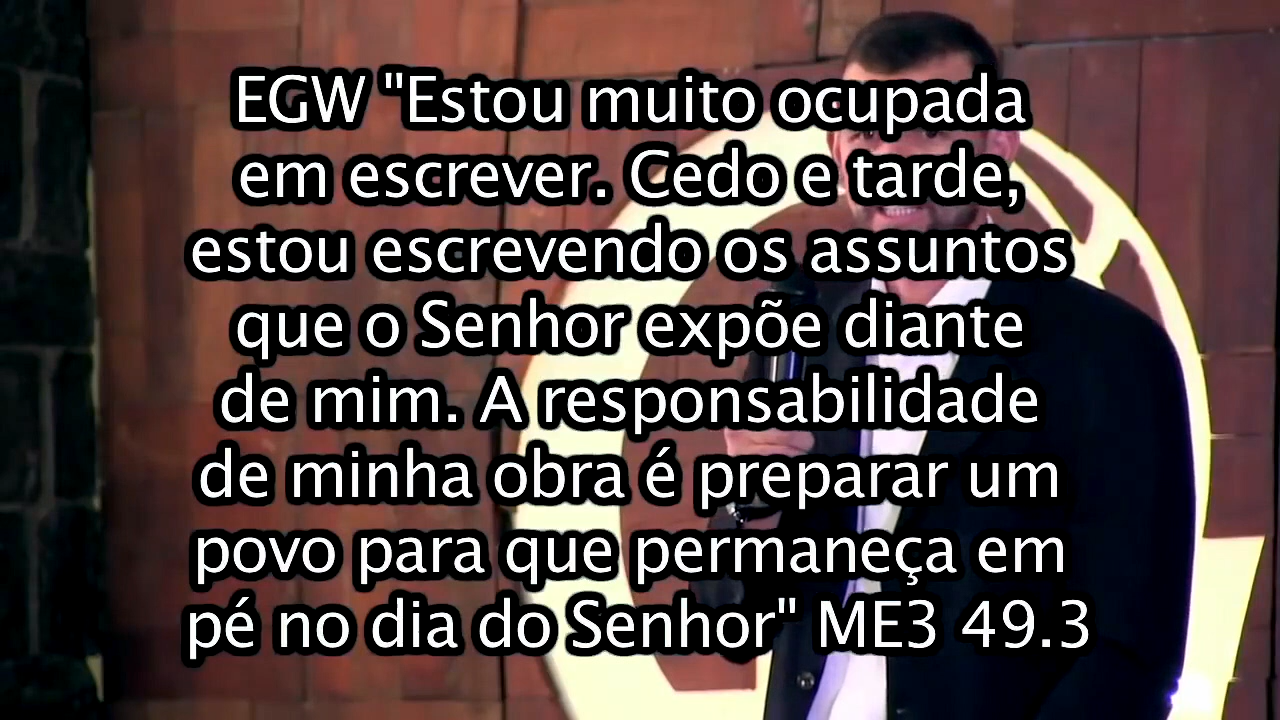 EGW "Estou muito ocupada
em escrever. Cedo e tarde,
estou escrevendo os assuntos
que o Senhor expõe diante
de mim. A responsabilidade
de minha obra é preparar um
povo para que permaneça em
pé no dia do Senhor" ME3 49.3